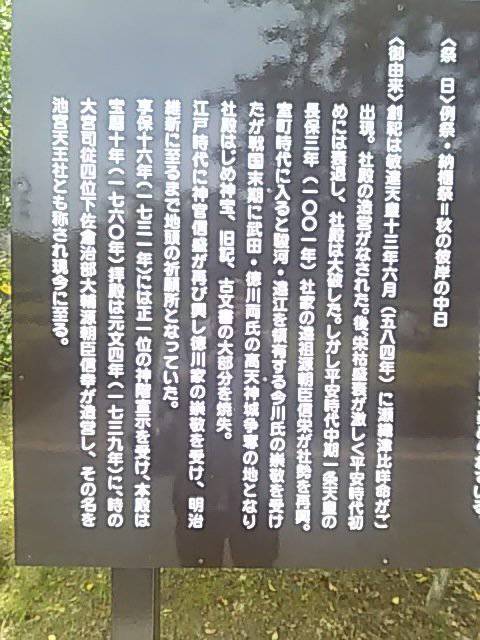 〈祭　日〉例祭・納櫃祭＝秋の彼岸の中日
〈御由来〉創祀は敏達天皇十三年六月（五八四年）に瀬織津比咩命がご
出現。社殿の造営がなされた。後、栄枯盛衰が激しく平安時代初
めには衰退し、社殿は大破した。しかし平安時代中期一条天皇の
長保三年（一〇〇一年）社家の遠祖源朝臣信栄が社齢を再興。
室町時代に入ると駿河・遠江を領有する今川氏の崇敬を受け
たが戦国末期に武田・徳川両氏の高天神城争奪の地となり
社殿はじめ神宝、旧記、古文書の大部分を焼失。
江戸時代に神官信盛が再び興し徳川家の崇敬を受け、明治
維新に至るまで地頭の祈願所となっていた。
享保十六年（一七三一年）には正一位の神階宣示を受け、本殿は
宝暦十年（一七六〇年）拝殿は元文四年（一七三九年）に、時の
大宮司従四位下佐倉治部大輔源朝臣信幸が造営し、その名を
池宮天王社とも称され現今に至る。